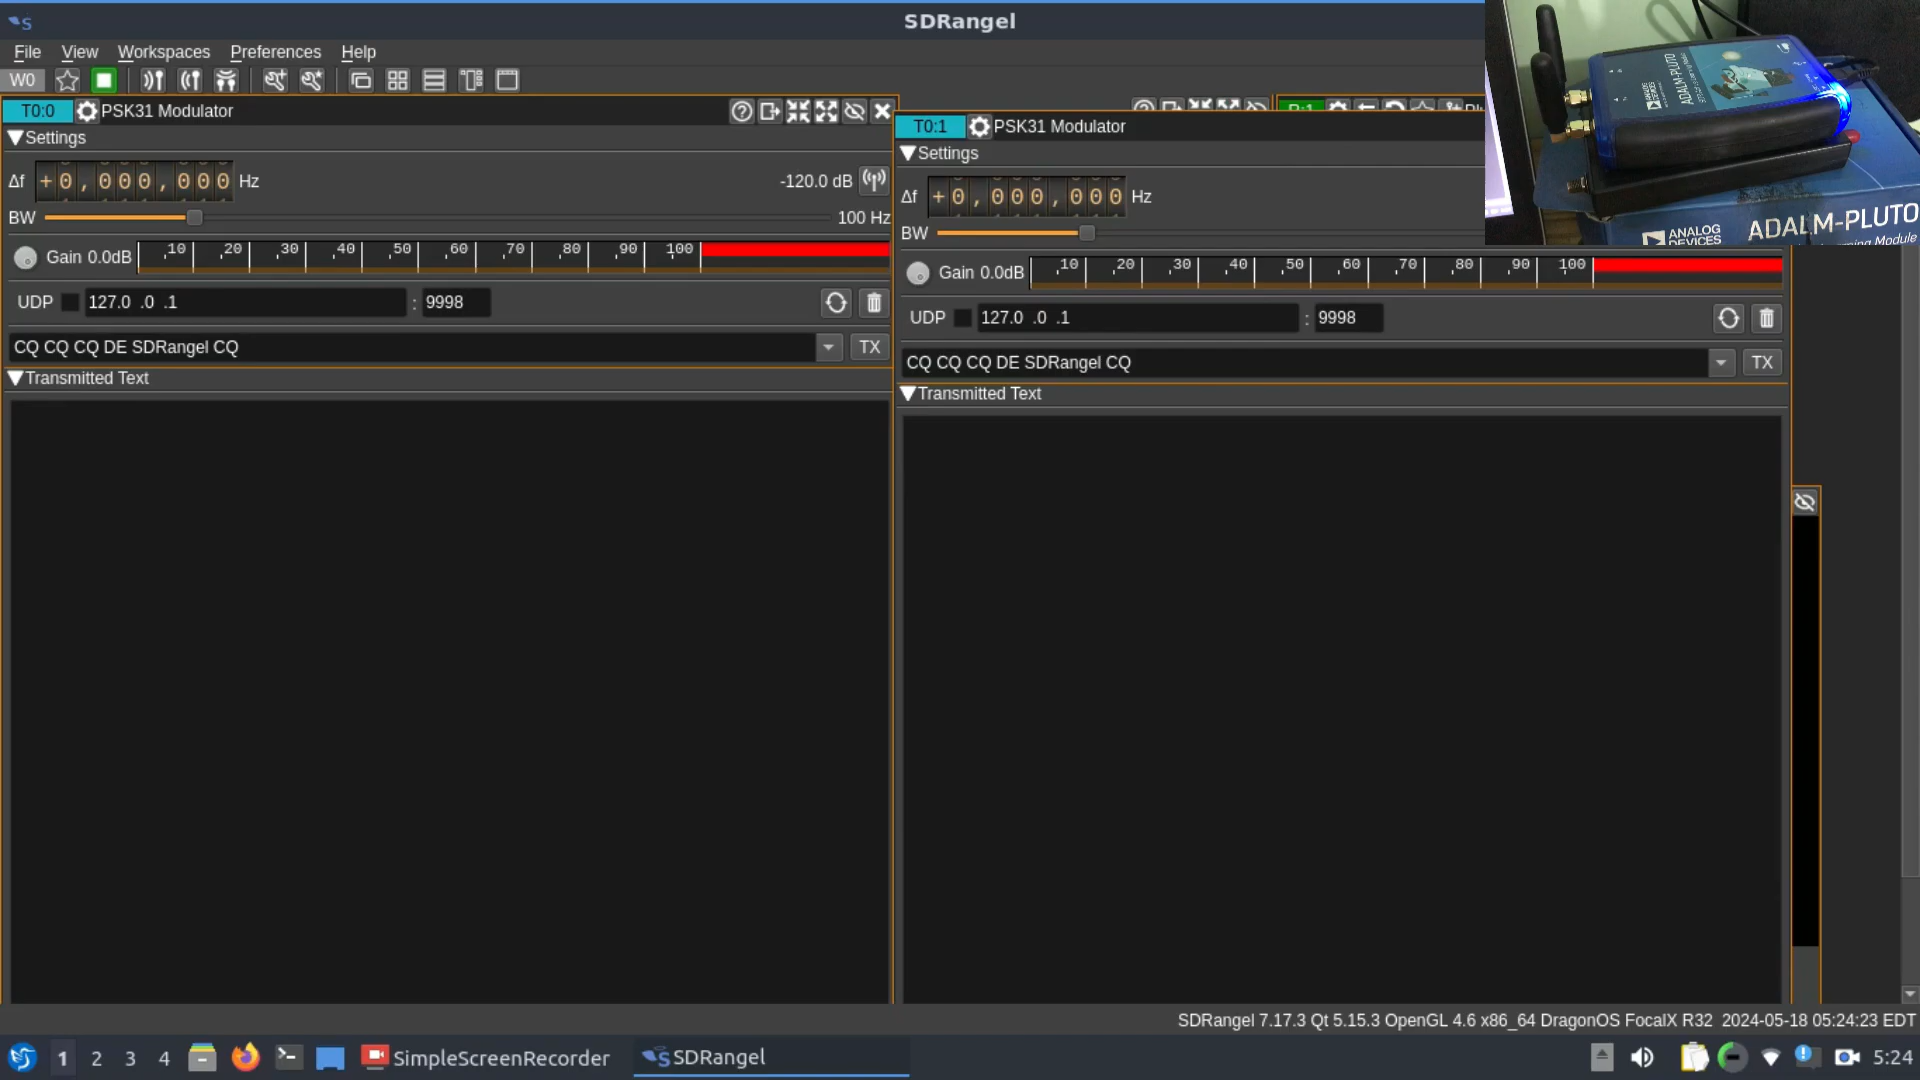 SDRangel
File View Workspaces Preferences Help
W0
T0:0 PSK31 Modulator
Settings
Δf +0,000,000 Hz -120.0 dB
BW 100 Hz
Gain 0.0dB 10 20 30 40 50 60 70 80 90 100
UDP 127.0 .0 .1 : 9998
CQ CQ CQ DE SDRangel CQ TX
Transmitted Text
T0:1 PSK31 Modulator
Settings
Δf +0,000,000 Hz
BW
Gain 0.0dB 10 20 30 40 50 60 70 80 90 100
UDP 127.0 .0 .1 : 9998
CQ CQ CQ DE SDRangel CQ TX
Transmitted Text
ANALOG DEVICES
ADALM-PLUTO
ANALOG
DEVICES
ADALM-PLUTO
Module
SDRangel 7.17.3 Qt 5.15.3 OpenGL 4.6 x86_64 DragonOS FocalX R32 2024-05-18 05:24:23 EDT
1 2 3 4 SimpleScreenRecorder SDRangel 5:24